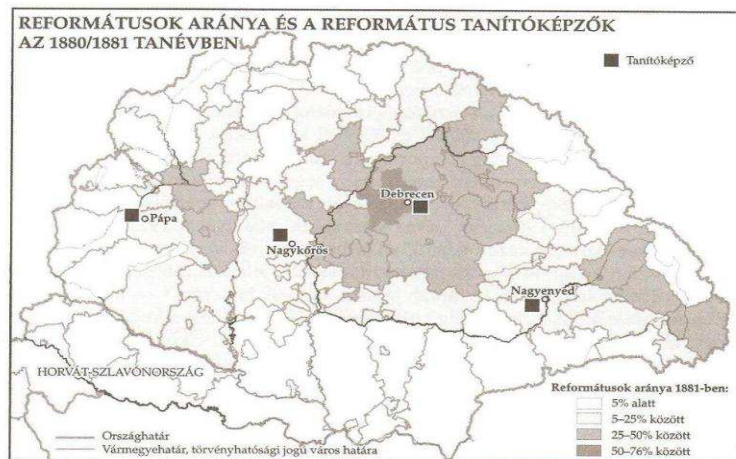 REFORMÁTUSOK ARÁNYA ÉS A REFORMÁTUS TANÍTÓKÉPZŐK
AZ 1880/1881 TANÉVBEN
Tanítóképző
Debrecen
Pápa
Nagykőrös
Nagyenyéd
HORVÁT-SZLAVÓNORSZÁG
Reformátusok aránya 1881-ben:
5% alatt
5–25% között
25–50% között
50–76% között
Országhatár
Vármegyehatár, törvényhatósági jogú város határa